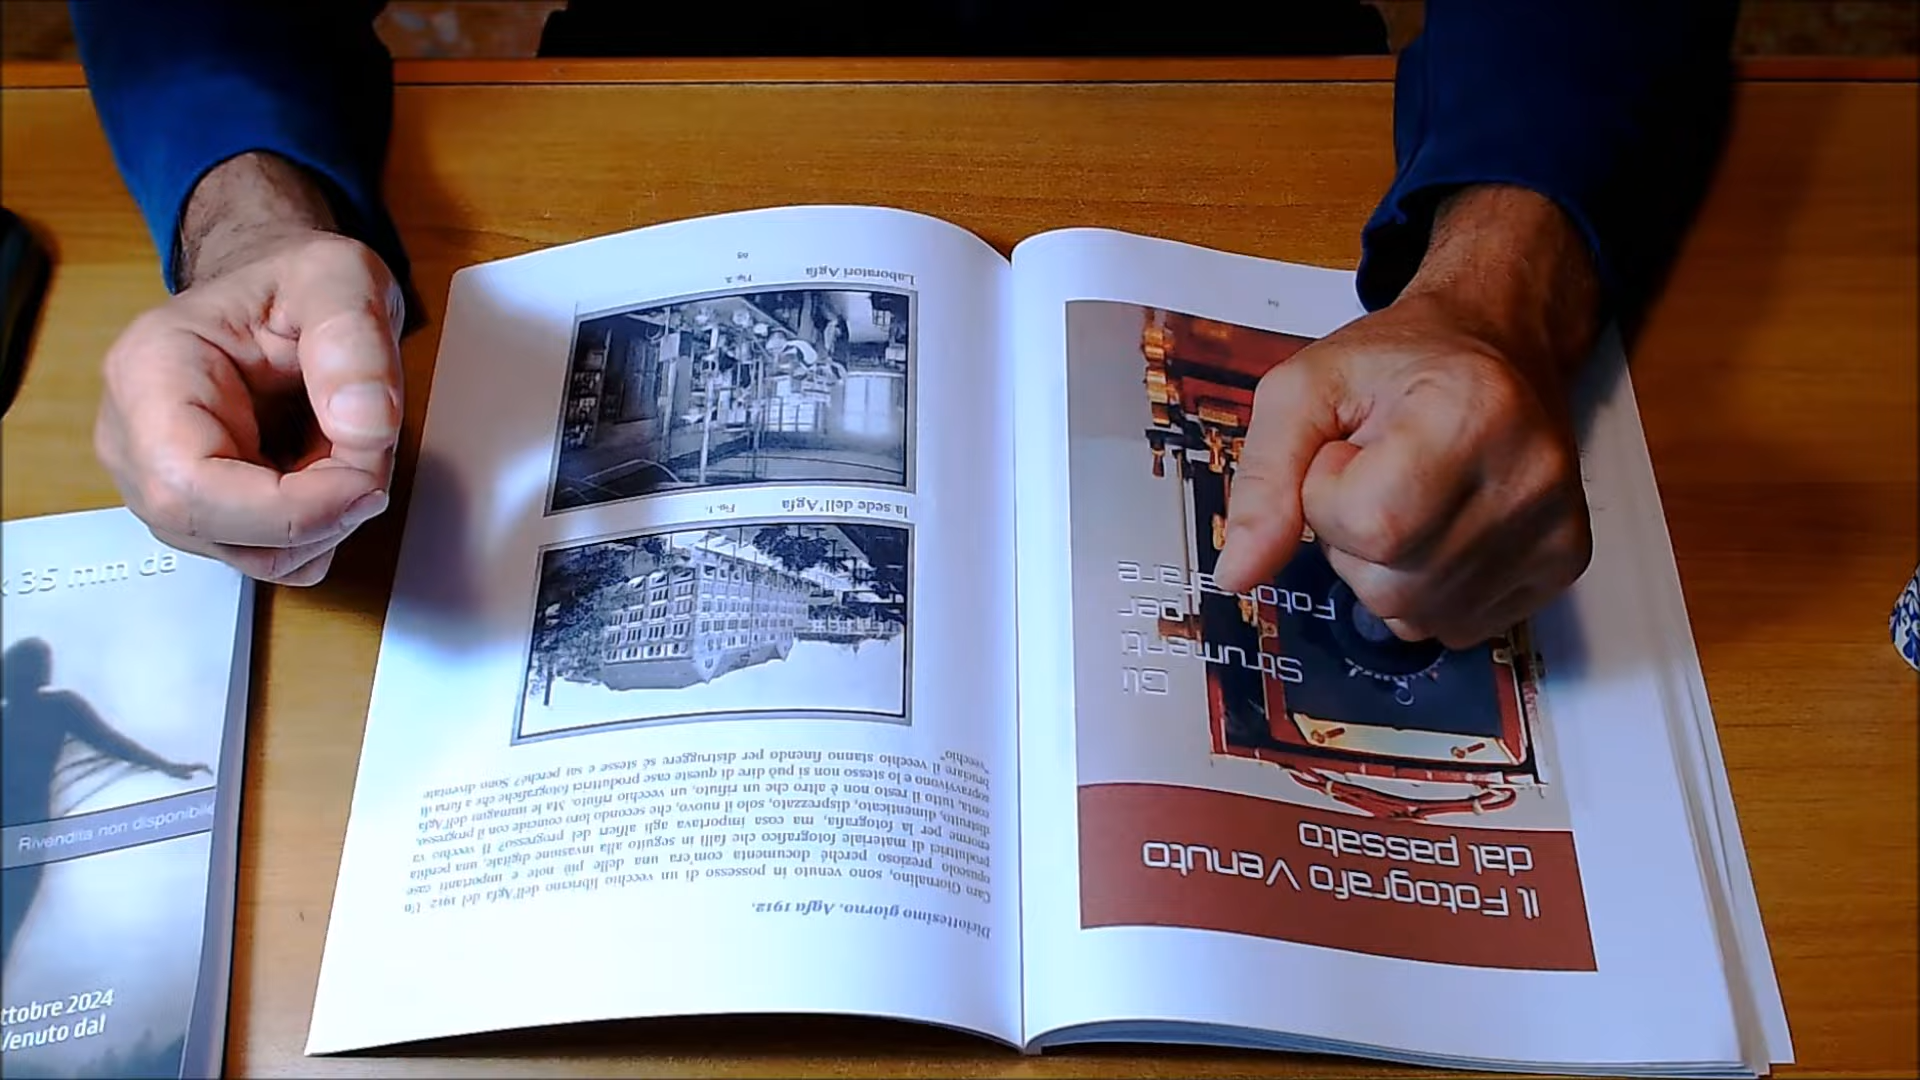 Diciottesimo giorno. Agfa 1912.
Caro Giornalino, sono venuto in possesso di un vecchio libricino dell'Agfa del 1912. Un
opuscolo prezioso perché documenta com'era una delle più note e importanti case
produttrici di materiale fotografico che fallì in seguito alla invasione digitale, una perdita
enorme per la fotografia, ma cosa importava agli alfieri del progresso? Il vecchio va
distrutto, dimenticato, disprezzato, solo il nuovo, che secondo loro coincide con il progresso,
conta, tutto il resto non è altro che un rifiuto, un vecchio rifiuto. Ma le immagini dell'Agfa
sopravvivono e lo stesso non si può dire di queste case produttrici fotografiche che a furia di
bruciare il vecchio stanno finendo per distruggere sé stesse e sai perché? Sono diventate
"vecchio"
la sede dell'Agfa Fig. 1.
Laboratori Agfa Fig. 2.
65
Il Fotografo Venuto
dal passato
Gli
Strumenti
per
Fotografare
64
x 35 mm da
Rivendita non disponibile
ttobre 2024
Venuto dal